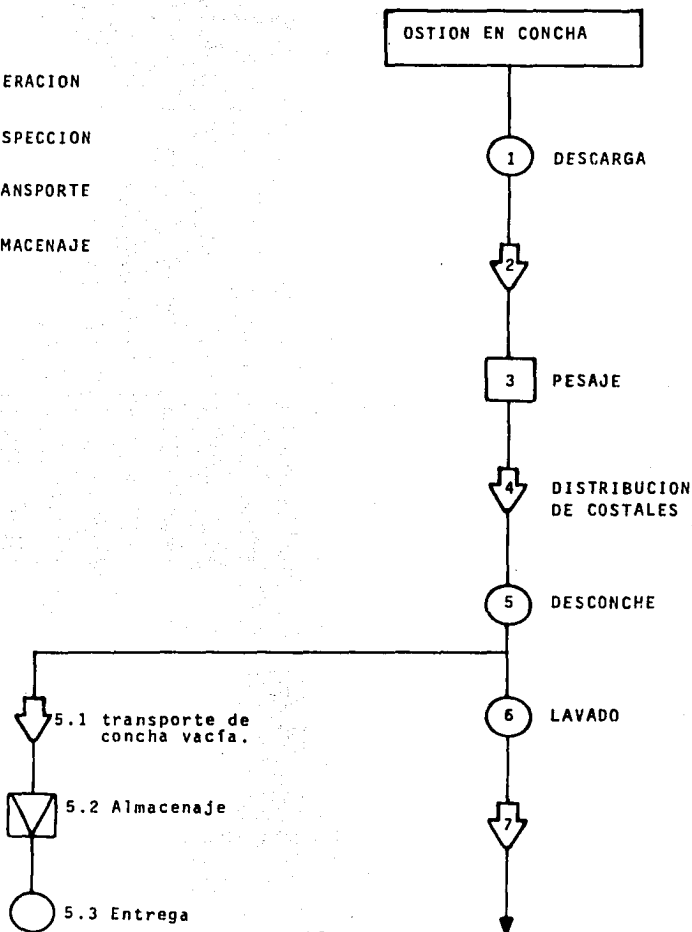 OSTION EN CONCHA
ERACION
SPECCION
ANSPORTE
MACENAJE
1 DESCARGA
2
3 PESAJE
4 DISTRIBUCION
DE COSTALES
5 DESCONCHE
6 LAVADO
5.1 transporte de
concha vacía.
5.2 Almacenaje
7
5.3 Entrega